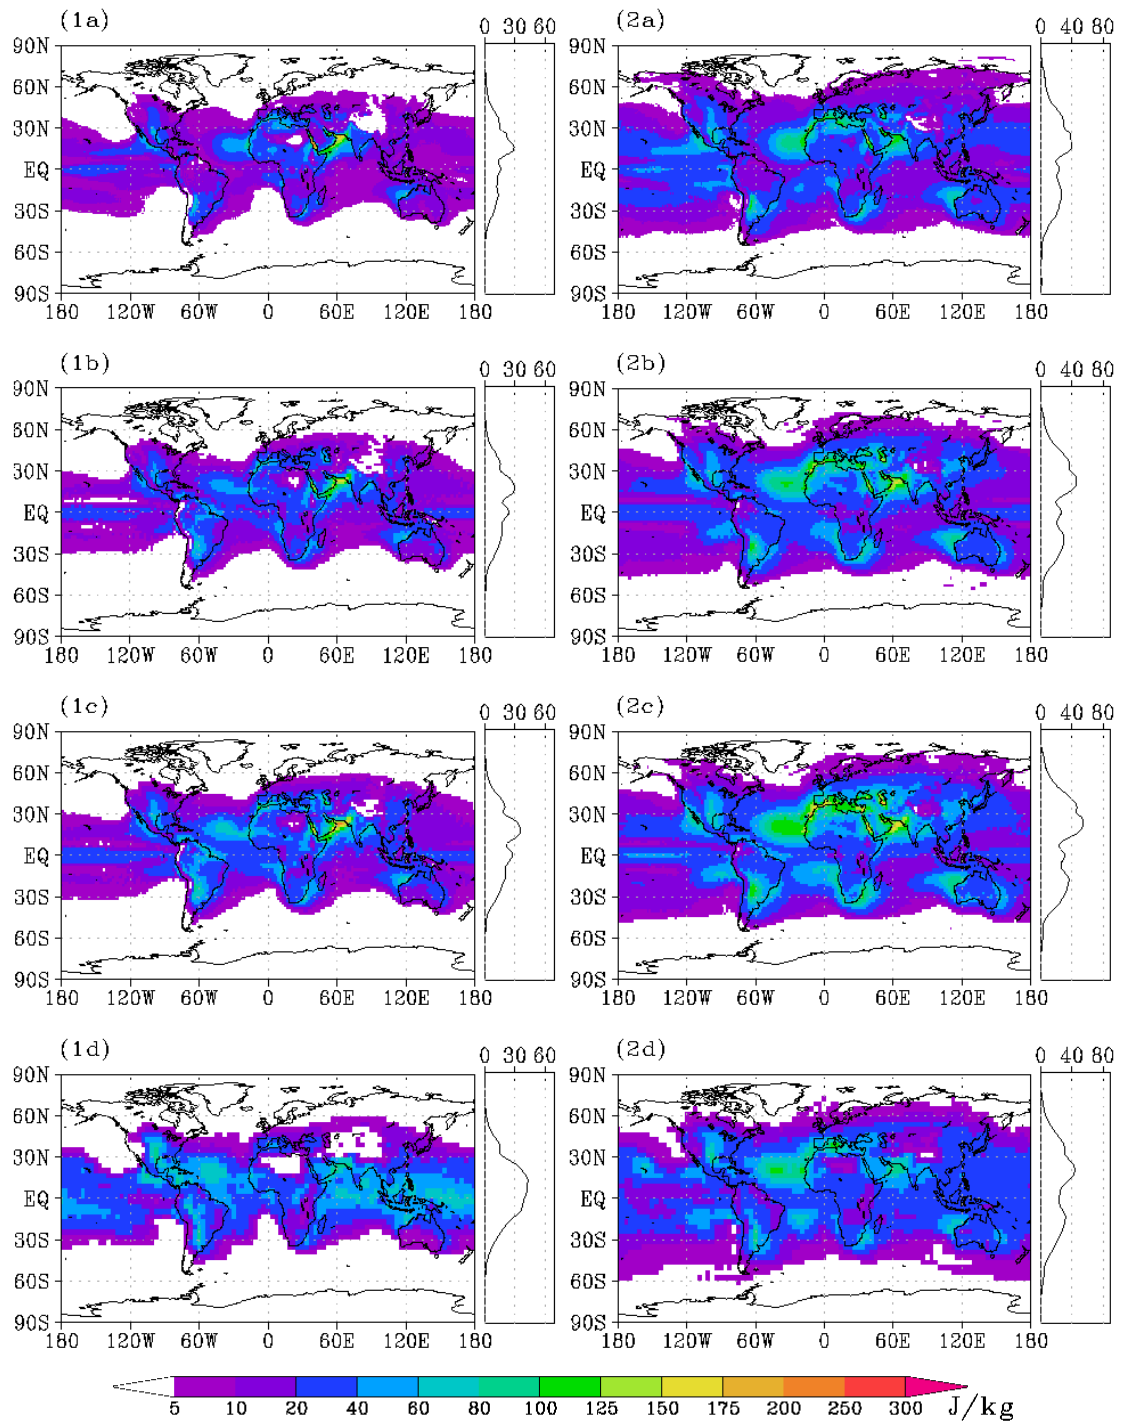 (1a) 0 30 60 (2a) 0 40 80
90N 90N
60N 60N
30N 30N
EQ EQ
30S 30S
60S 60S
90S 90S
180 120W 60W 0 60E 120E 180 180 120W 60W 0 60E 120E 180
(1b) 0 30 60 (2b) 0 40 80
90N 90N
60N 60N
30N 30N
EQ EQ
30S 30S
60S 60S
90S 90S
180 120W 60W 0 60E 120E 180 180 120W 60W 0 60E 120E 180
(1c) 0 30 60 (2c) 0 40 80
90N 90N
60N 60N
30N 30N
EQ EQ
30S 30S
60S 60S
90S 90S
180 120W 60W 0 60E 120E 180 180 120W 60W 0 60E 120E 180
(1d) 0 30 60 (2d) 0 40 80
90N 90N
60N 60N
30N 30N
EQ EQ
30S 30S
60S 60S
90S 90S
180 120W 60W 0 60E 120E 180 180 120W 60W 0 60E 120E 180
5 10 20 40 60 80 100 125 150 175 200 250 300 J/kg